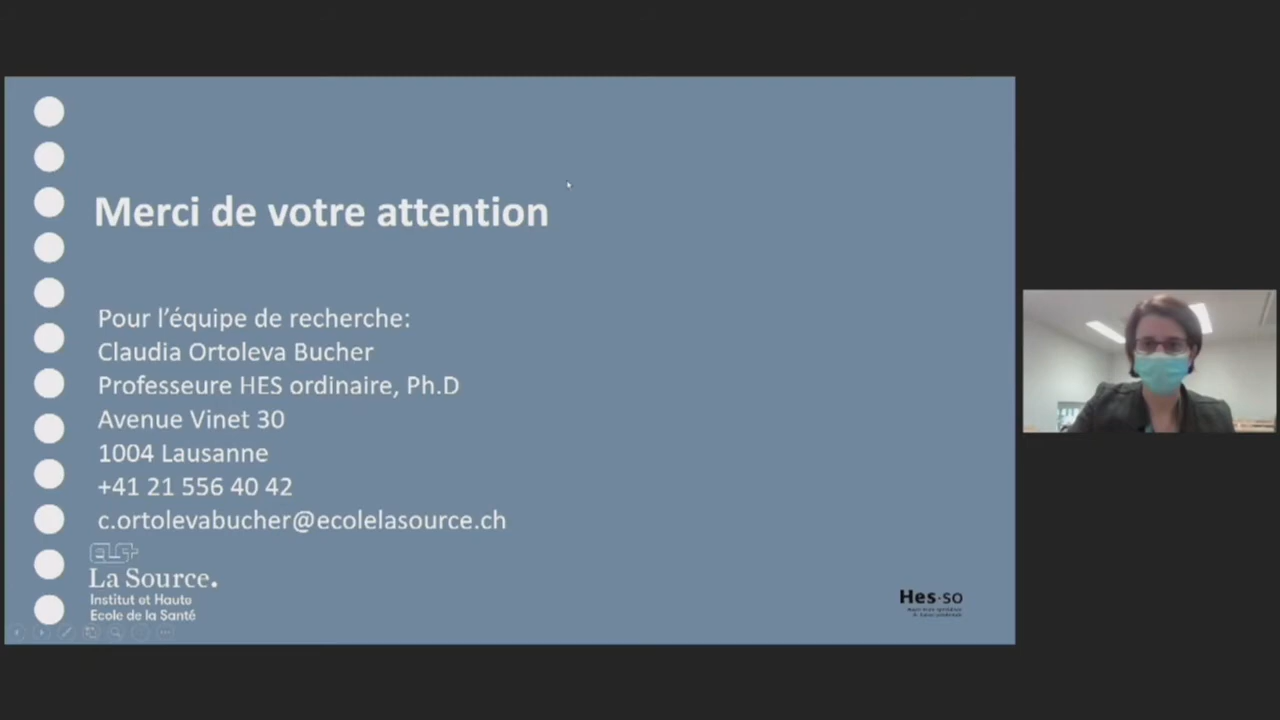 Merci de votre attention
Pour l’équipe de recherche:
Claudia Ortoleva Bucher
Professeure HES ordinaire, Ph.D
Avenue Vinet 30
1004 Lausanne
+41 21 556 40 42
c.ortolevabucher@ecolelasource.ch
La Source.
Institut et Haute
Ecole de la Santé
Hes·so